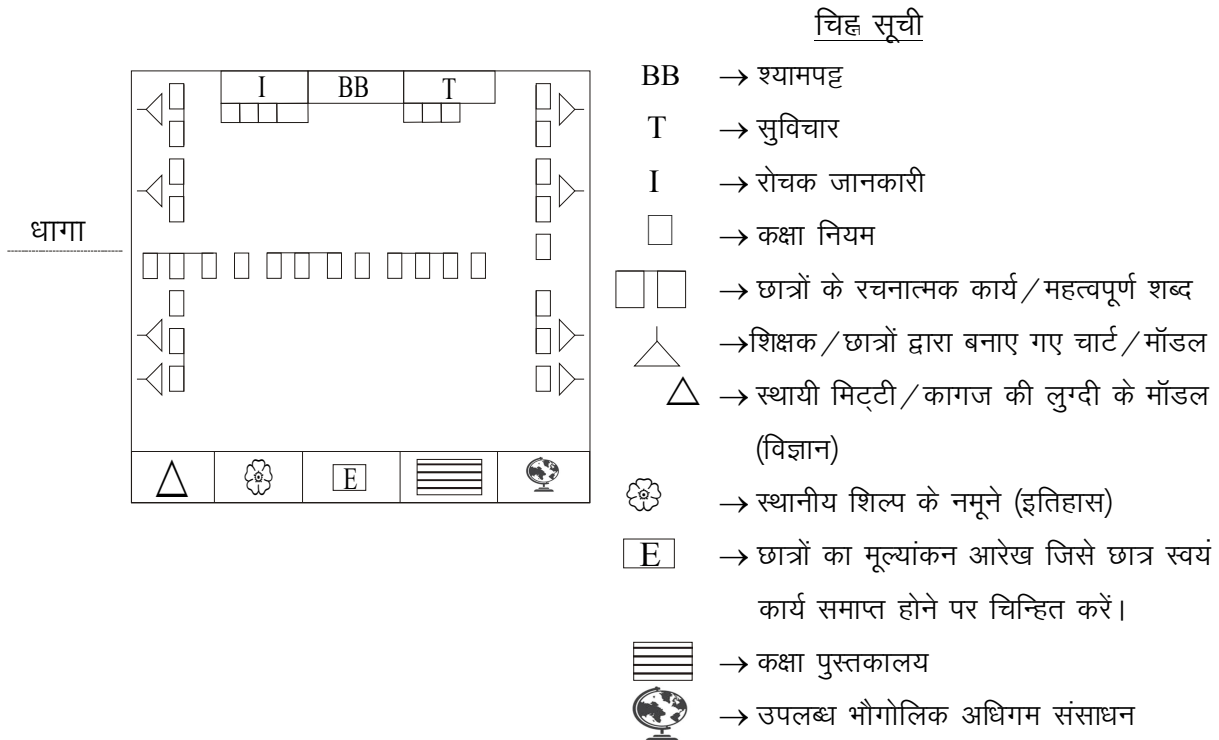 चिह्न सूची
I BB T
धागा
E
BB → श्यामपट्ट
T → सुविचार
I → रोचक जानकारी
→ कक्षा नियम
→ छात्रों के रचनात्मक कार्य/महत्वपूर्ण शब्द
→शिक्षक/छात्रों द्वारा बनाए गए चार्ट/मॉडल
→ स्थायी मिट्टी/कागज की लुग्दी के मॉडल
(विज्ञान)
→ स्थानीय शिल्प के नमूने (इतिहास)
E → छात्रों का मूल्यांकन आरेख जिसे छात्र स्वयं
कार्य समाप्त होने पर चिन्हित करें।
→ कक्षा पुस्तकालय
→ उपलब्ध भौगोलिक अधिगम संसाधन